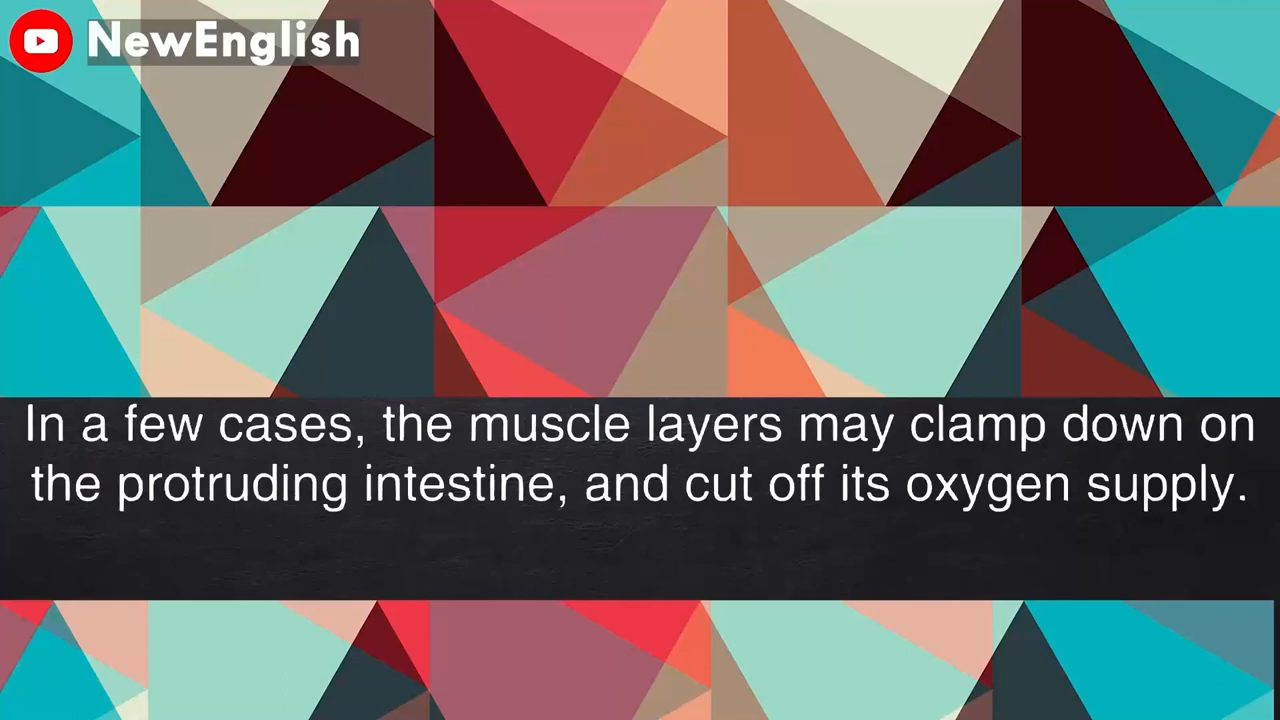 NewEnglish
In a few cases, the muscle layers may clamp down on
the protruding intestine, and cut off its oxygen supply.